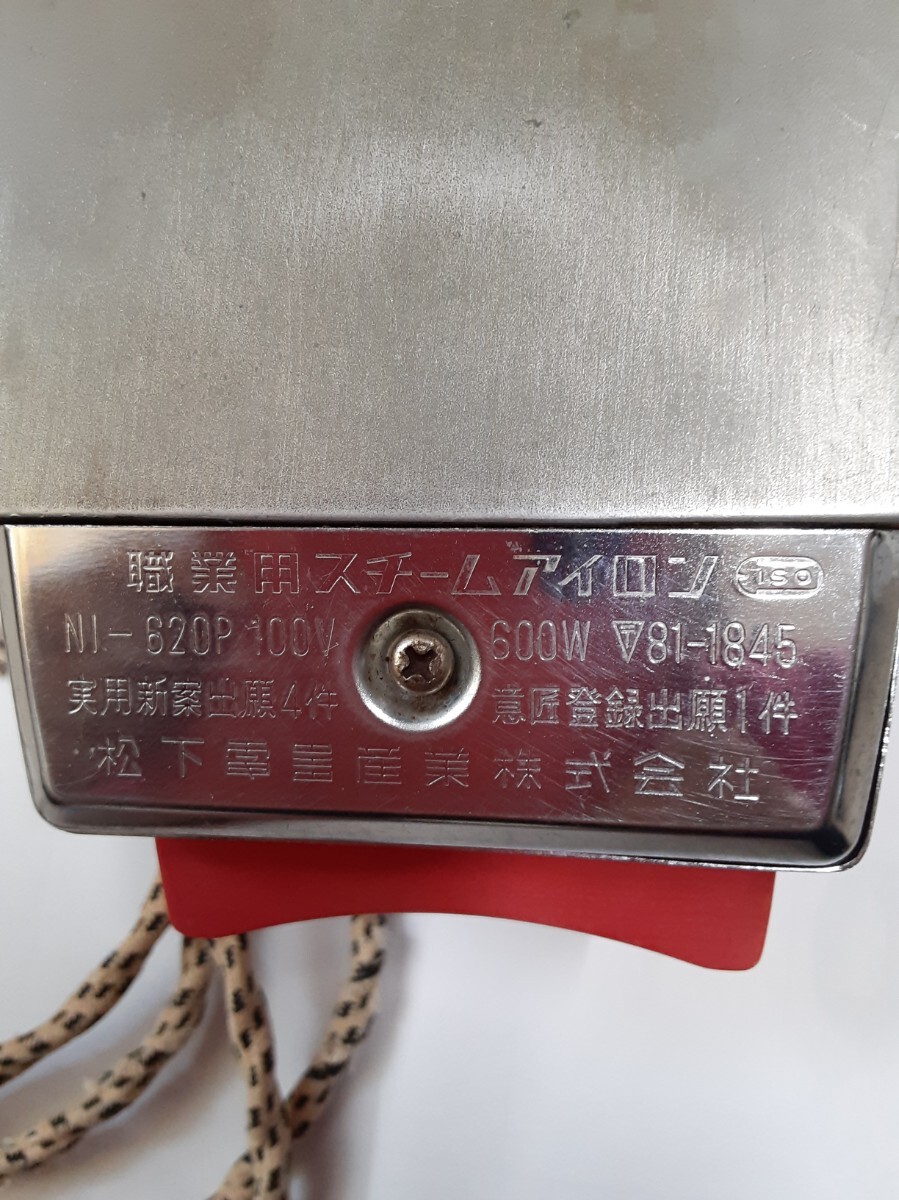 職業用スチームアイロン ISO
NI-620P 100V 600W 〒81-1845
実用新案出願4件 意匠登録出願1件
松下電器産業株式会社